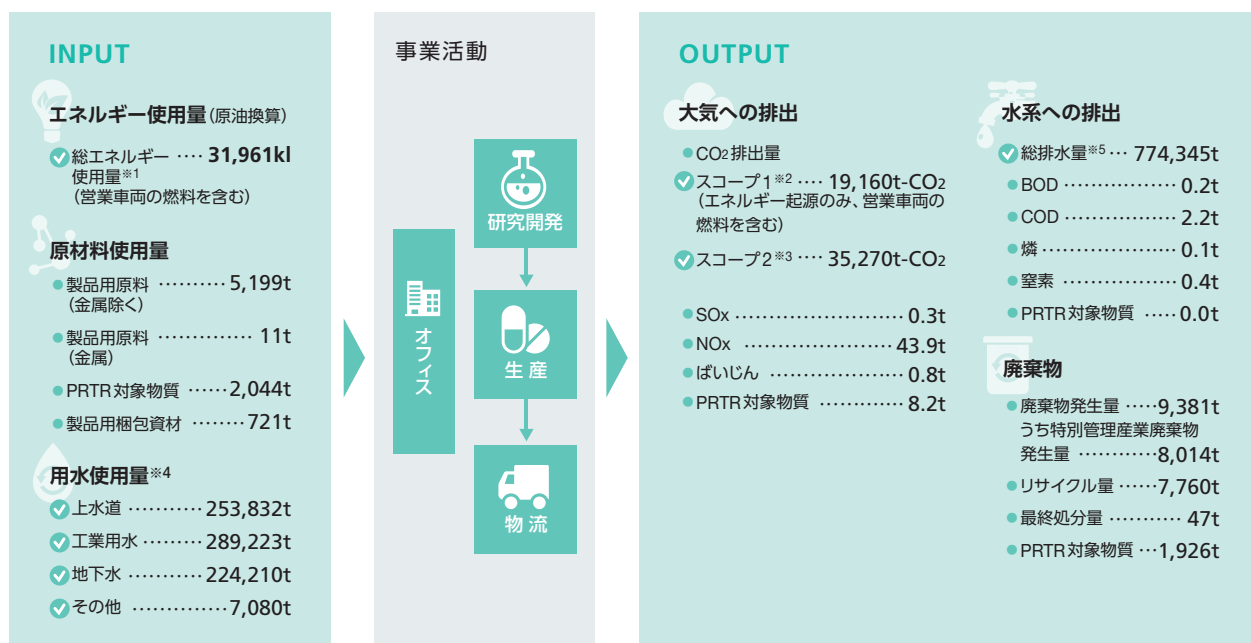 INPUT
エネルギー使用量(原油換算)
総エネルギー ···· 31,961kl
使用量※1
(営業車両の燃料を含む)
原材料使用量
製品用原料 ·········· 5,199t
(金属除く)
製品用原料 ············· 11t
(金属)
PRTR対象物質 ······ 2,044t
製品用梱包資材 ········ 721t
用水使用量※4
上水道 ··········· 253,832t
工業用水 ········· 289,223t
地下水 ··········· 224,210t
その他 ·············· 7,080t
事業活動
オフィス
研究開発
生産
物流
OUTPUT
大気への排出
CO2排出量
スコープ1※2 ···· 19,160t-CO2
(エネルギー起源のみ、営業車両の
燃料を含む)
スコープ2※3 ···· 35,270t-CO2
SOx ························ 0.3t
NOx ····················· 43.9t
ばいじん ··················· 0.8t
PRTR対象物質 ············ 8.2t
水系への排出
総排水量※5 ··· 774,345t
BOD ················· 0.2t
COD ················· 2.2t
燐 ···················· 0.1t
窒素 ················· 0.4t
PRTR対象物質 ····· 0.0t
廃棄物
廃棄物発生量 ····· 9,381t
うち特別管理産業廃棄物
発生量 ············ 8,014t
リサイクル量 ······ 7,760t
最終処分量 ··········· 47t
PRTR対象物質 ··· 1,926t